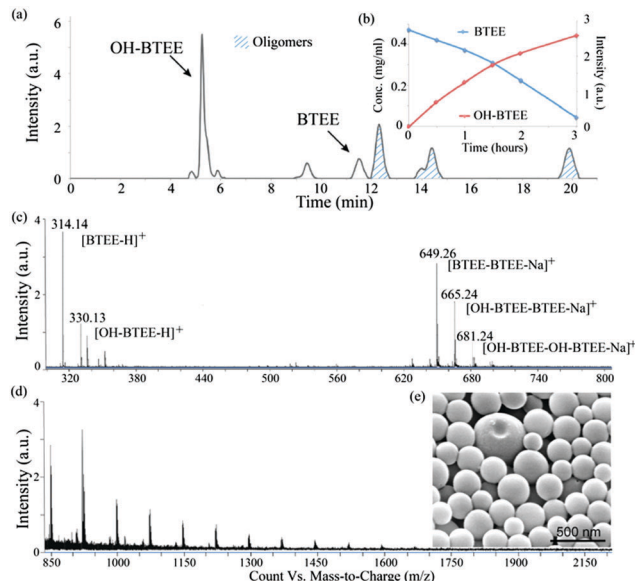 (a)
Intensity (a.u.)
6
4
2
0
OH-BTEE
Oligomers
BTEE
0 2 4 6 8 10 12 14 16 18 20
Time (min)
(b)
Conc. (mg/ml)
0.4
0.2
0
BTEE
OH-BTEE
3
2
1
0
Intensity (a.u.)
0 1 2 3
Time (hours)
(c)
Intensity (a.u.)
4
2
0
314.14
[BTEE-H]+
330.13
[OH-BTEE-H]+
649.26
[BTEE-BTEE-Na]+
665.24
[OH-BTEE-BTEE-Na]+
681.24
[OH-BTEE-OH-BTEE-Na]+
320 380 440 500 560 620 680 740 800
(d)
Intensity (a.u.)
4
2
0
850 1000 1150 1300 1450 1600 1750 1900 2050 2150
Count Vs. Mass-to-Charge (m/z)
(e)
500 nm